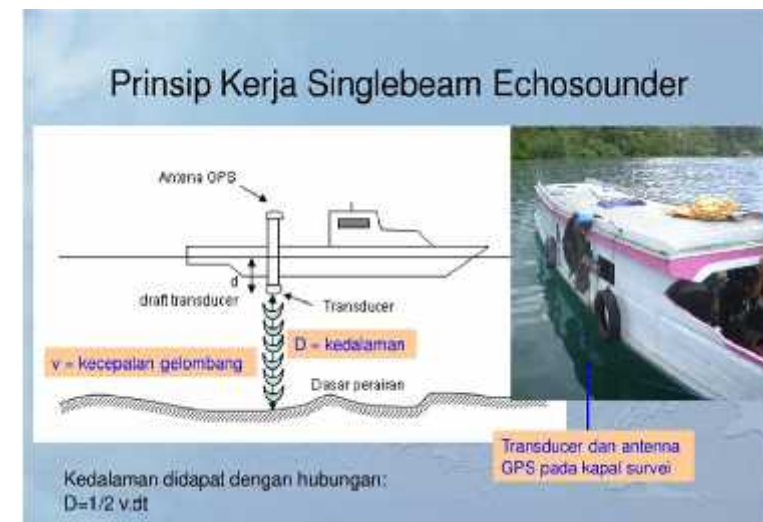 Prinsip Kerja Singlebeam Echosounder
Antena GPS
d
draft transducer
Transducer
D = kedalaman
v = kecepatan gelombang
Dasar perairan
Transducer dan antenna
GPS pada kapal survei
Kedalaman didapat dengan hubungan:
D=1/2 v.dt